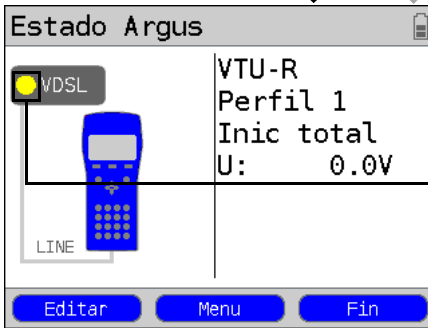 Estado Argus
VDSL
LINE
VTU-R
Perfil 1
Inic total
U: 0.0V
Editar Menu Fin